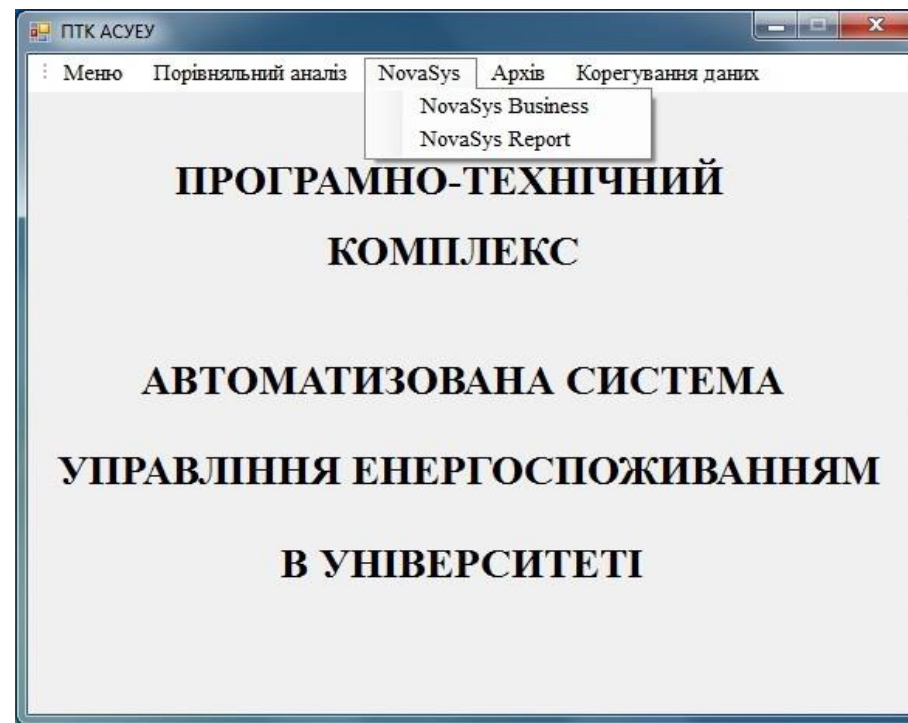 ПТК АСУЕУ
Меню Порівняльний аналіз NovaSys Архів Корегування даних
NovaSys Business
NovaSys Report
ПРОГРАМНО-ТЕХНІЧНИЙ
КОМПЛЕКС
АВТОМАТИЗОВАНА СИСТЕМА
УПРАВЛІННЯ ЕНЕРГОСПОЖИВАННЯМ
В УНІВЕРСИТЕТІ